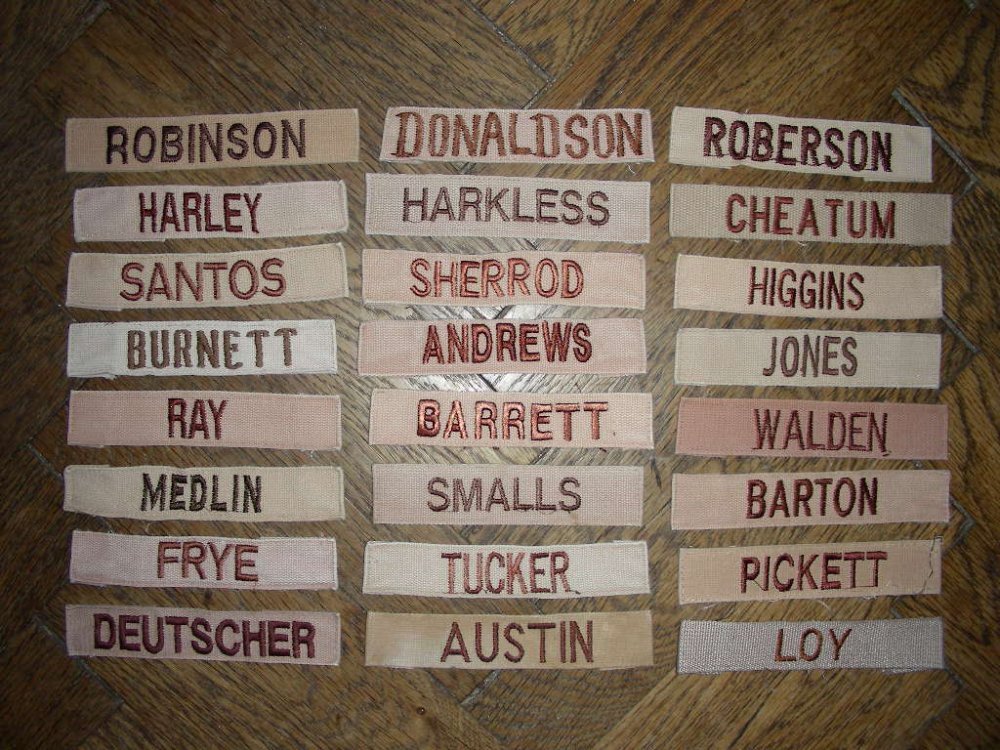 ROBINSON DONALDSON ROBERSON
HARLEY HARKLESS CHEATUM
SANTOS SHERROD HIGGINS
BURNETT ANDREWS JONES
RAY BARRETT WALDEN
MEDLIN SMALLS BARTON
FRYE TUCKER PICKETT
DEUTSCHER AUSTIN LOY